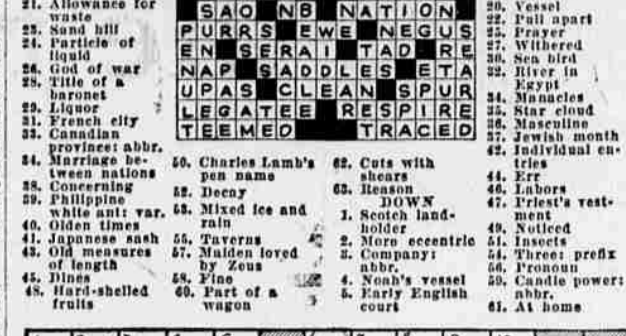 21. Allowance for
waste
23. Sand hill
24. Particle of
liquid
26. God of war
28. Title of a
baronet
29. Liquor
31. French city
33. Canadian
province: abbr.
34. Marriage be-
tween nations
38. Concerning
39. Philippine
white ant: var.
40. Olden times
41. Japanese sash
43. Old measures
of length
45. Dines
48. Hard-shelled
fruits
SAO NB NATION
PURRS EWE NEGUS
EN SERAI TAD RE
NAP SADDLES ETA
UPAS CLEAN SPUR
LEGATEE RESPIRE
TEEMED TRACED
50. Charles Lamb's
pen name
52. Decay
53. Mixed ice and
rain
55. Taverns
57. Maiden loved
by Zeus
58. Fine
60. Part of a
wagon
62. Cuts with
shears
63. Reason
DOWN
1. Scotch land-
holder
2. More eccentric
3. Company:
abbr.
4. Noah's vessel
5. Early English
court
20. Vessel
22. Pull apart
25. Prayer
27. Withered
30. Sea bird
32. River in
Egypt
34. Manacles
35. Star cloud
36. Masculine
37. Jewish month
42. Individual en-
tries
44. Err
46. Labors
47. Priest's vest-
ment
49. Noticed
51. Insects
54. Three: prefix
56. Pronoun
59. Candle power:
abbr.
61. At home